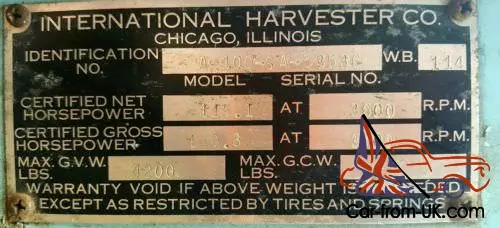 INTERNATIONAL HARVESTER CO.
CHICAGO, ILLINOIS
IDENTIFICATION NO. W.B. 114
MODEL SERIAL NO.
CERTIFIED NET HORSEPOWER AT R.P.M.
CERTIFIED GROSS HORSEPOWER AT R.P.M.
MAX. G.V.W. LBS. 4200 MAX. G.C.W. LBS.
WARRANTY VOID IF ABOVE WEIGHT IS
EXCEPT AS RESTRICTED BY TIRES AND SPRINGS
Car-from-UK.com